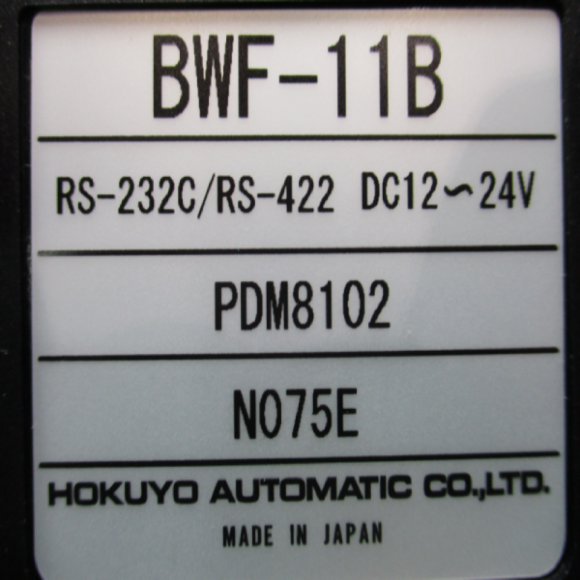 BWF-11B
RS-232C/RS-422 DC12〜24V
PDM8102
N075E
HOKUYO AUTOMATIC CO.,LTD.
MADE IN JAPAN